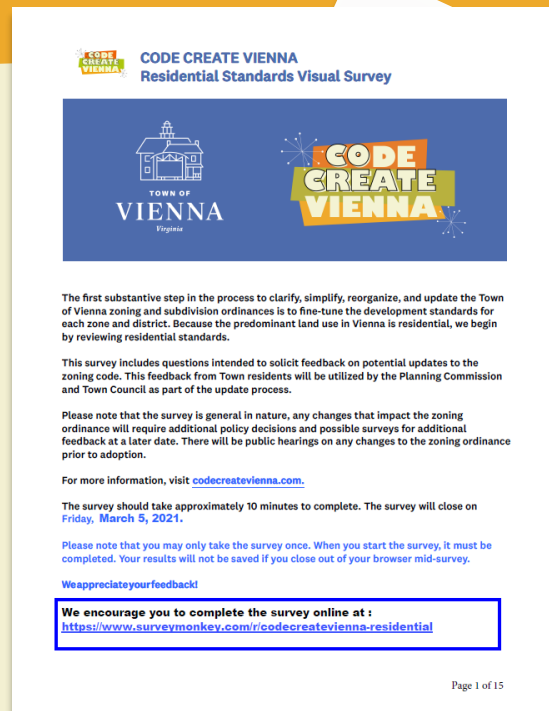 CODE
CREATE
VIENNA
CODE CREATE VIENNA
Residential Standards Visual Survey
TOWN OF
VIENNA
Virginia
CODE
CREATE
VIENNA
The first substantive step in the process to clarify, simplify, reorganize, and update the Town
of Vienna zoning and subdivision ordinances is to fine-tune the development standards for
each zone and district. Because the predominant land use in Vienna is residential, we begin
by reviewing residential standards.
This survey includes questions intended to solicit feedback on potential updates to the
zoning code. This feedback from Town residents will be utilized by the Planning Commission
and Town Council as part of the update process.
Please note that the survey is general in nature, any changes that impact the zoning
ordinance will require additional policy decisions and possible surveys for additional
feedback at a later date. There will be public hearings on any changes to the zoning ordinance
prior to adoption.
For more information, visit codecreatevienna.com.
The survey should take approximately 10 minutes to complete. The survey will close on
Friday, March 5, 2021.
Please note that you may only take the survey once. When you start the survey, it must be
completed. Your results will not be saved if you close out of your browser mid-survey.
Weappreciateyourfeedback!
We encourage you to complete the survey online at :
https://www.surveymonkey.com/r/codecreatevienna-residential
Page 1 of 15